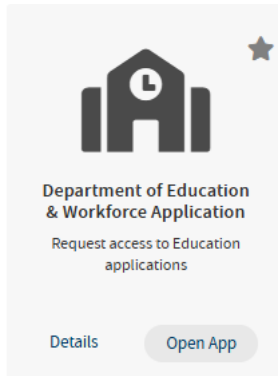 Department of Education
& Workforce Application
Request access to Education
applications
Details
Open App